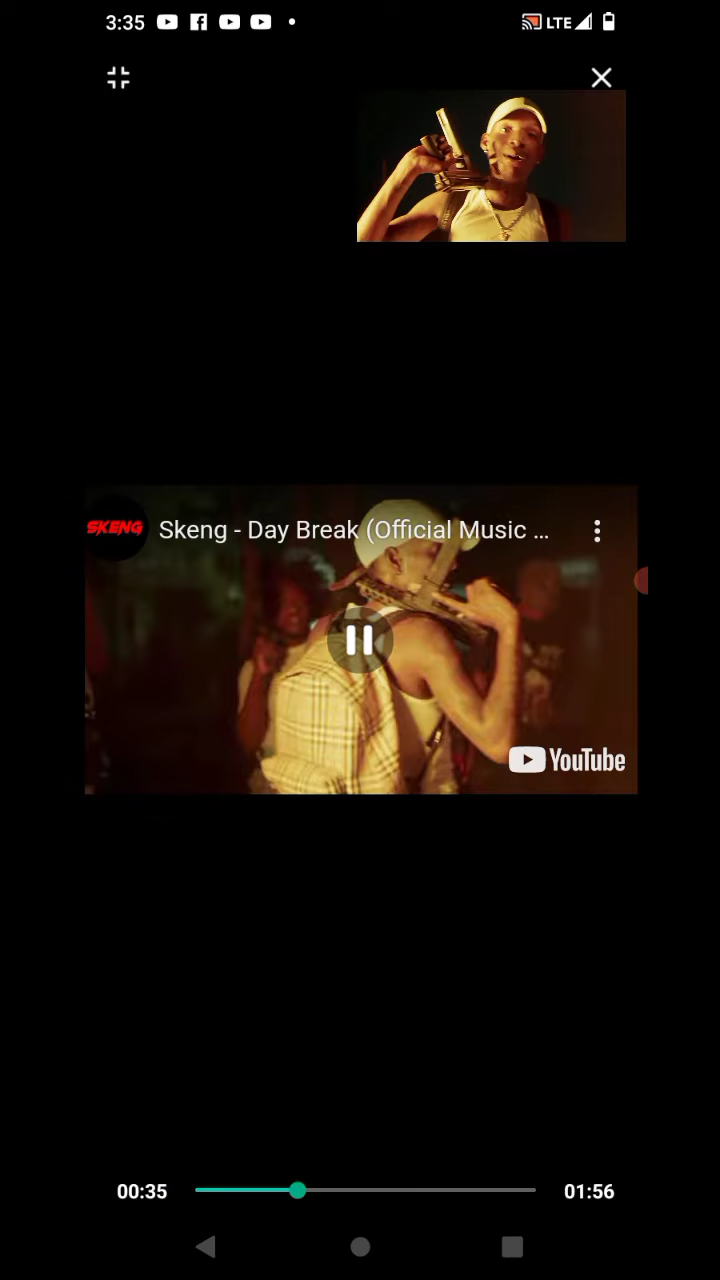 3:35
LTE
SKENG
Skeng - Day Break (Official Music ...
YouTube
00:35
01:56